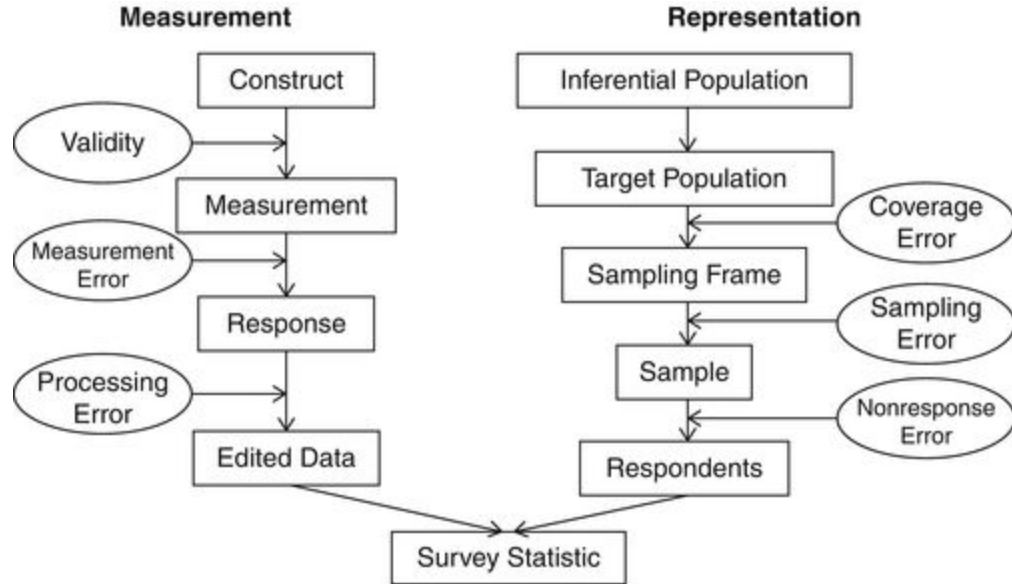 Measurement
Representation
Construct
Inferential Population
Validity
Target Population
Measurement
Coverage
Error
Measurement
Error
Sampling Frame
Response
Sampling
Error
Processing
Error
Sample
Nonresponse
Error
Edited Data
Respondents
Survey Statistic